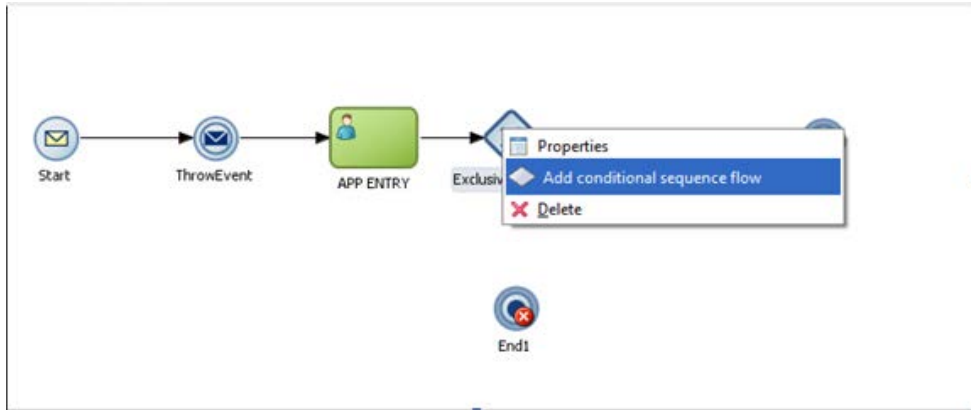 Properties
Add conditional sequence flow
Start
ThrowEvent
APP ENTRY
Exclusiv
Delete
End1